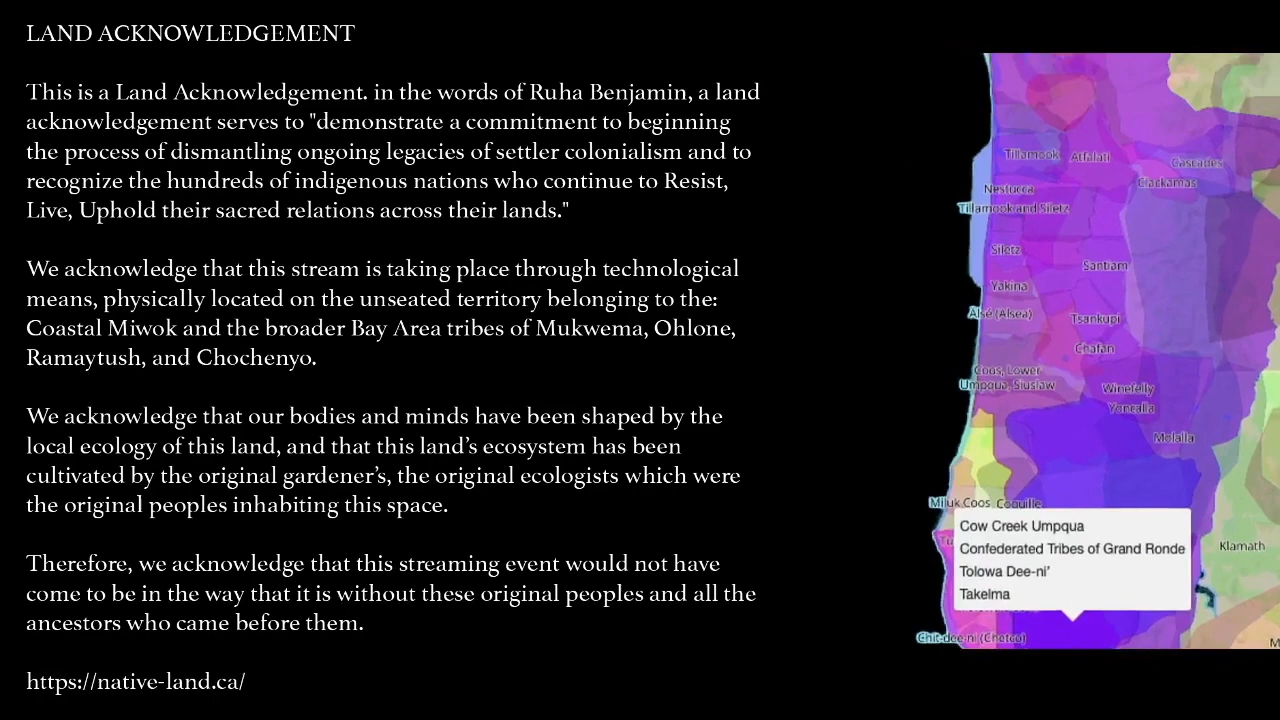 LAND ACKNOWLEDGEMENT
This is a Land Acknowledgement. in the words of Ruha Benjamin, a land
acknowledgement serves to "demonstrate a commitment to beginning
the process of dismantling ongoing legacies of settler colonialism and to
recognize the hundreds of indigenous nations who continue to Resist,
Live, Uphold their sacred relations across their lands."
We acknowledge that this stream is taking place through technological
means, physically located on the unseated territory belonging to the:
Coastal Miwok and the broader Bay Area tribes of Mukwema, Ohlone,
Ramaytush, and Chochenyo.
We acknowledge that our bodies and minds have been shaped by the
local ecology of this land, and that this land's ecosystem has been
cultivated by the original gardener's, the original ecologists which were
the original peoples inhabiting this space.
Therefore, we acknowledge that this streaming event would not have
come to be in the way that it is without these original peoples and all the
ancestors who came before them.
https://native-land.ca/
Tillamook
Atfalati
Cascades
Clackamas
Nestucca
Tillamook and Siletz
Siletz
Santiam
Yakina
Alsé (Alsea)
Tsankupi
Chafan
Coos, Lower
Umpqua, Siuslaw
Winefelly
Yoncalla
Molalla
Miluk Coos
Coquille
Cow Creek Umpqua
Confederated Tribes of Grand Ronde
Tolowa Dee-ni'
Takelma
Klamath
Chit-dee-ni (Chetco)